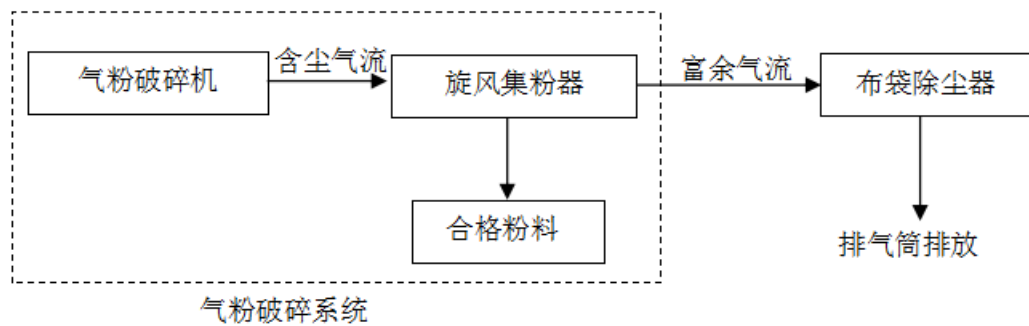 气粉破碎机
含尘气流
旋风集粉器
富余气流
布袋除尘器
合格粉料
排气筒排放
气粉破碎系统